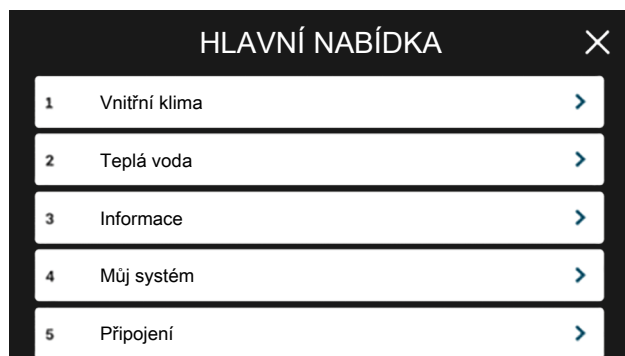 HLAVNÍ NABÍDKA
1 Vnitřní klima
2 Teplá voda
3 Informace
4 Můj systém
5 Připojení